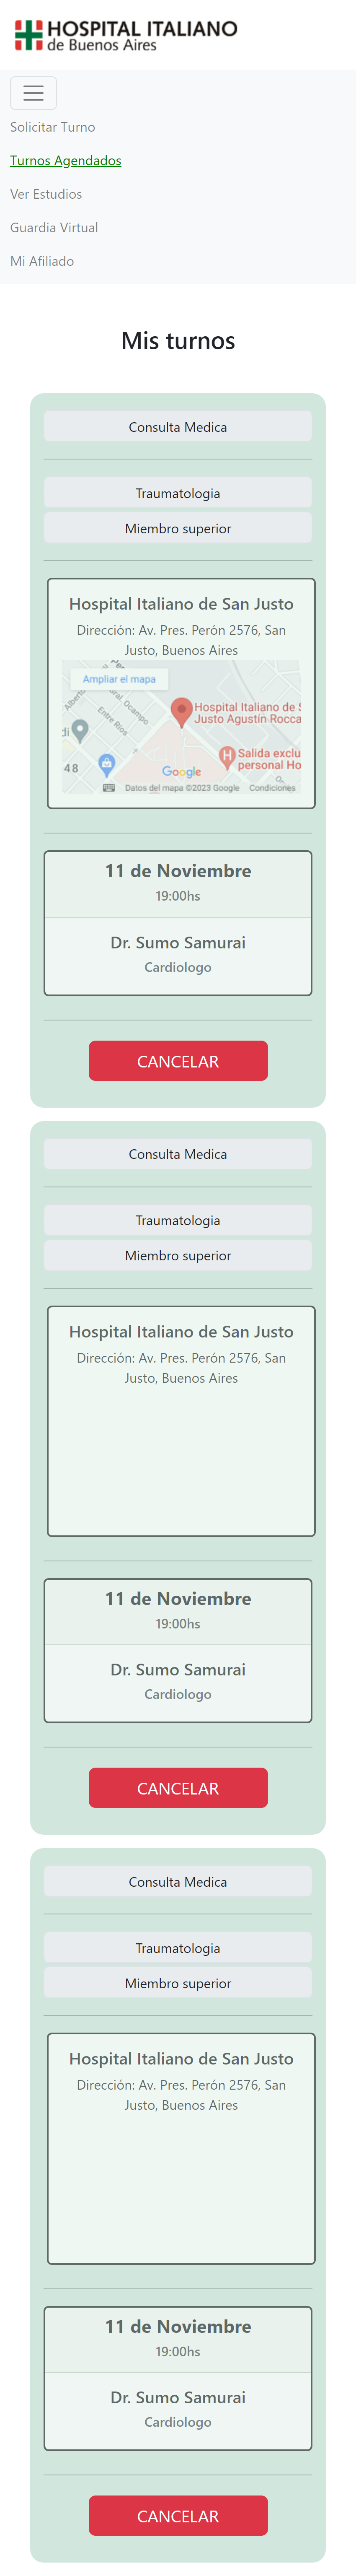 HOSPITAL ITALIANO
de Buenos Aires
Solicitar Turno
Turnos Agendados
Ver Estudios
Guardia Virtual
Mi Afiliado
Mis turnos
Consulta Medica
Traumatologia
Miembro superior
Hospital Italiano de San Justo
Dirección: Av. Pres. Perón 2576, San
Justo, Buenos Aires
Ampliar el mapa
Ocampo
Entre Ríos
Hospital Italiano de S
Justo Agustín Rocca
di
48
H
Salida exclu
personal Ho
Google
Datos del mapa ©2023 Google Condiciones
11 de Noviembre
19:00hs
Dr. Sumo Samurai
Cardiologo
CANCELAR
Consulta Medica
Traumatologia
Miembro superior
Hospital Italiano de San Justo
Dirección: Av. Pres. Perón 2576, San
Justo, Buenos Aires
11 de Noviembre
19:00hs
Dr. Sumo Samurai
Cardiologo
CANCELAR
Consulta Medica
Traumatologia
Miembro superior
Hospital Italiano de San Justo
Dirección: Av. Pres. Perón 2576, San
Justo, Buenos Aires
11 de Noviembre
19:00hs
Dr. Sumo Samurai
Cardiologo
CANCELAR